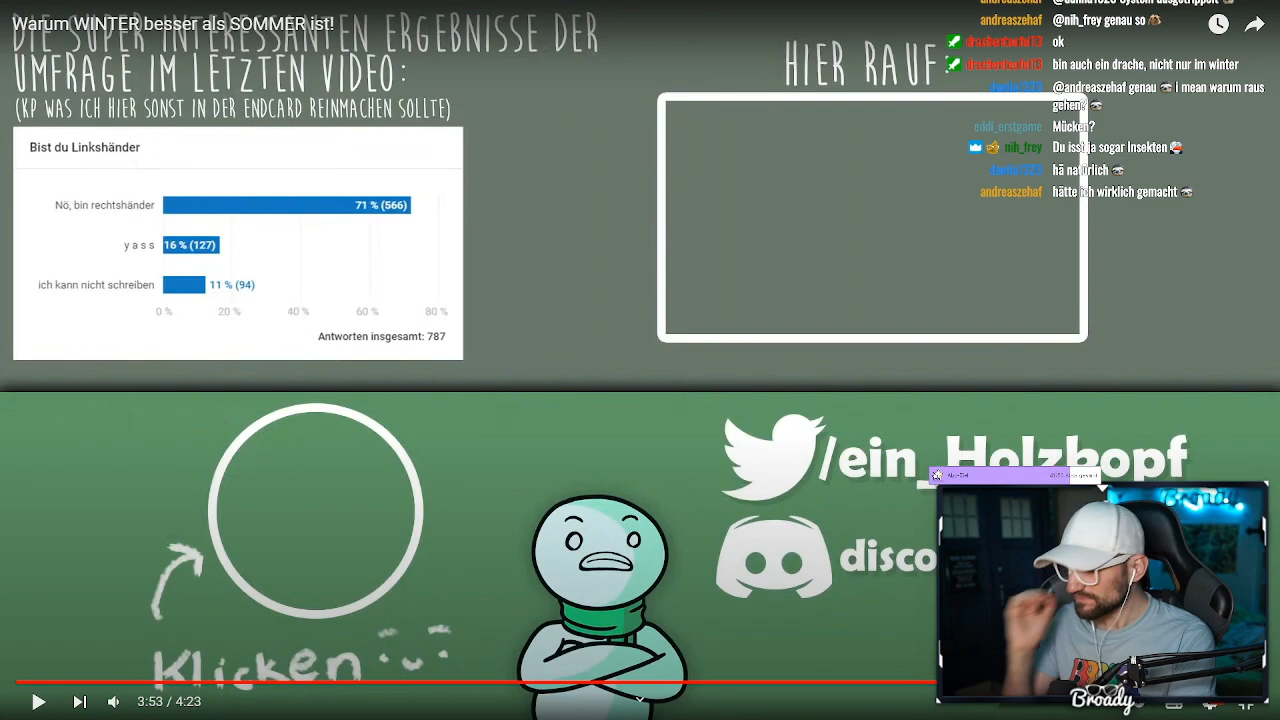 Warum WINTER besser als SOMMER ist!
DIE SUPER INTERESSANTEN ERGEBNISSE DER
UMFRAGE IM LETZTEN VIDEO:
(KP WAS ICH HIER SONST IN DER ENDCARD REINMACHEN SOLLTE)
Bist du Linkshänder
Nö, bin rechtshänder
71 % (566)
y a s s
16 % (127)
ich kann nicht schreiben
11 % (94)
0 %
20 %
40 %
60 %
80 %
Antworten insgesamt: 787
HIER RAUF
andreaszehaf @nih_frey genau so
ok
bin auch ein drache, nicht nur im winter
@andreaszehaf genau I mean warum raus
gehen?
eddi_erstgame Mücken?
nih_frey Du isst ja sogar Insekten
hä natürlich
andreaszehaf hätte ich wirklich gemacht
/ein_Holzkopf
disco
Klicken
Broady
3:53 / 4:23